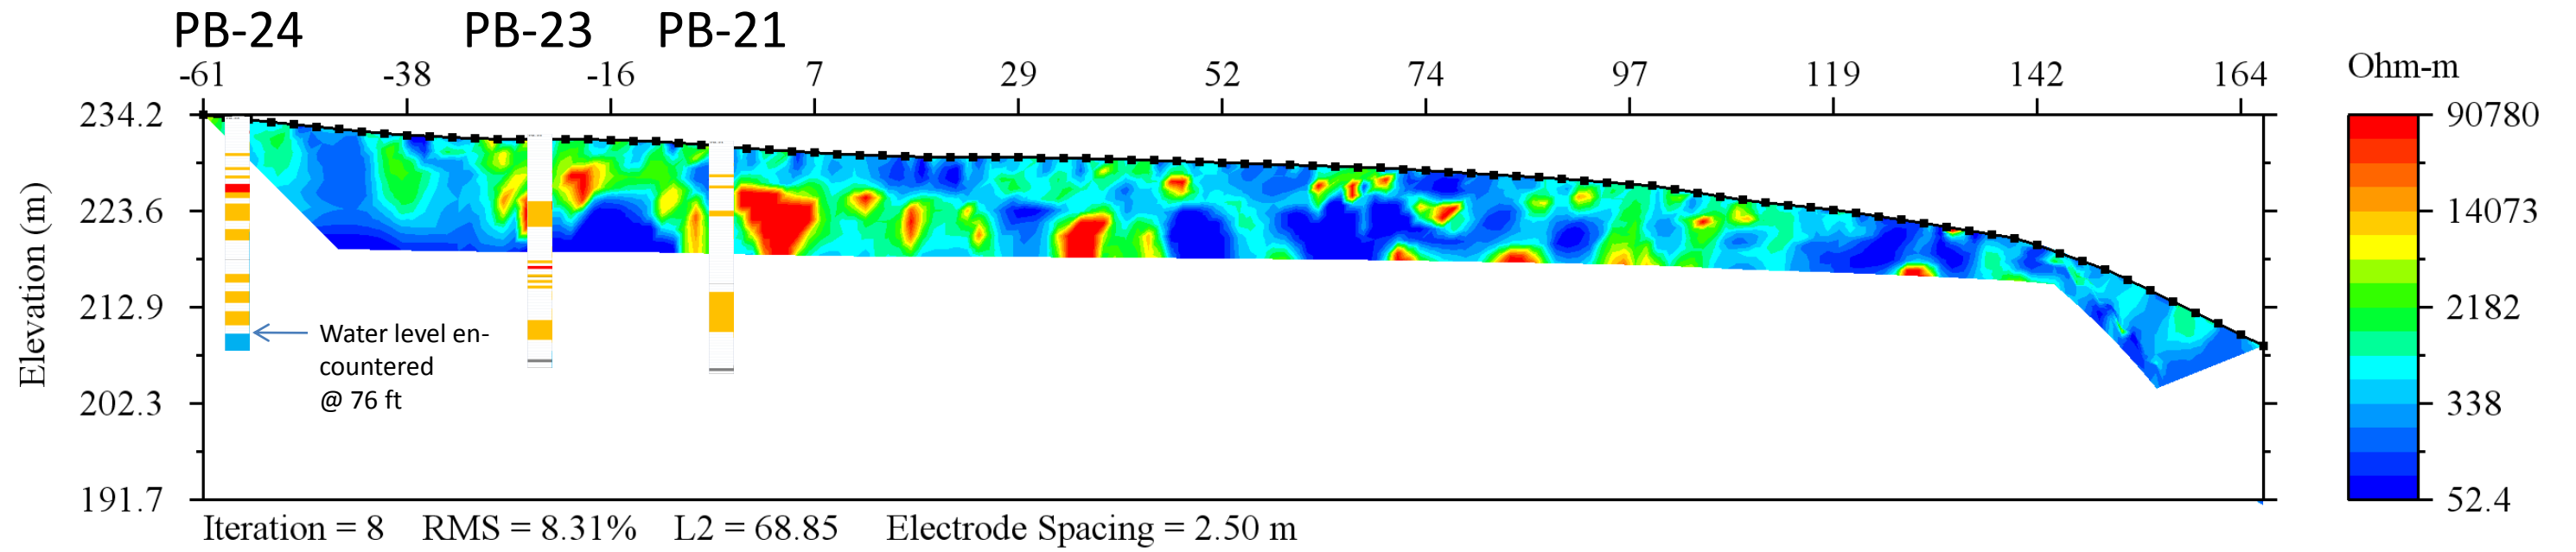 PB-24 PB-23 PB-21
-61 -38 -16 7 29 52 74 97 119 142 164 Ohm-m
234.2 90780
223.6 14073
212.9 2182
202.3 338
191.7 52.4
Elevation (m)
Water level en-
countered
@ 76 ft
Iteration = 8 RMS = 8.31% L2 = 68.85 Electrode Spacing = 2.50 m